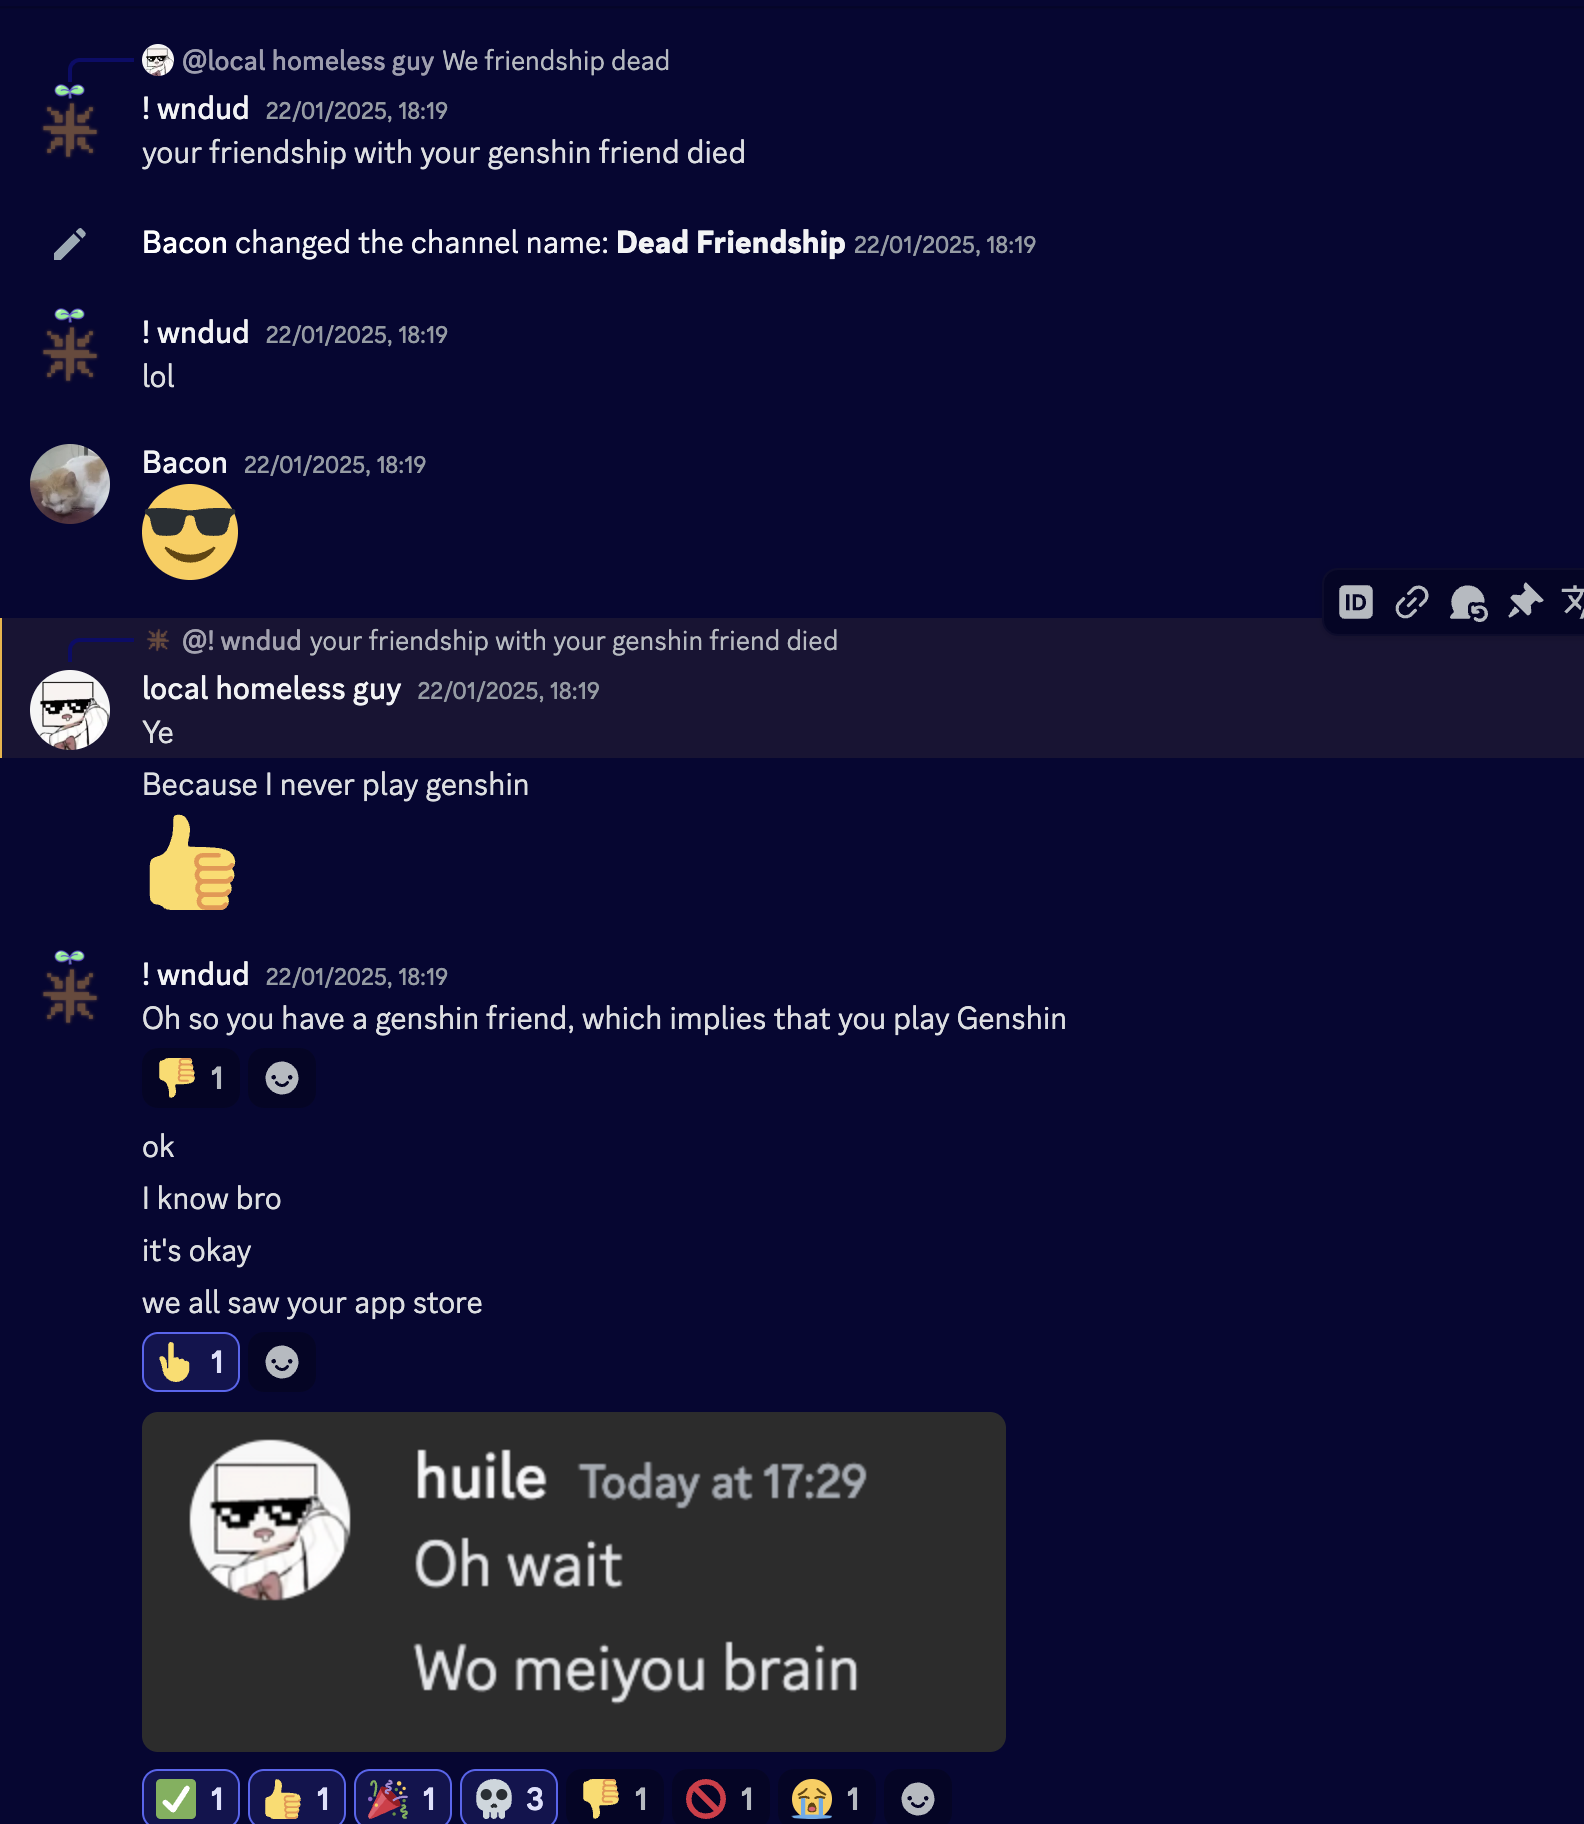 @local homeless guy We friendship dead
! wndud 22/01/2025, 18:19
your friendship with your genshin friend died
Bacon changed the channel name: Dead Friendship 22/01/2025, 18:19
! wndud 22/01/2025, 18:19
lol
Bacon 22/01/2025, 18:19
ID
@! wndud your friendship with your genshin friend died
local homeless guy 22/01/2025, 18:19
Ye
Because I never play genshin
! wndud 22/01/2025, 18:19
Oh so you have a genshin friend, which implies that you play Genshin
1
ok
I know bro
it's okay
we all saw your app store
1
huile Today at 17:29
Oh wait
Wo meiyou brain
1 1 1 3 1 1 1